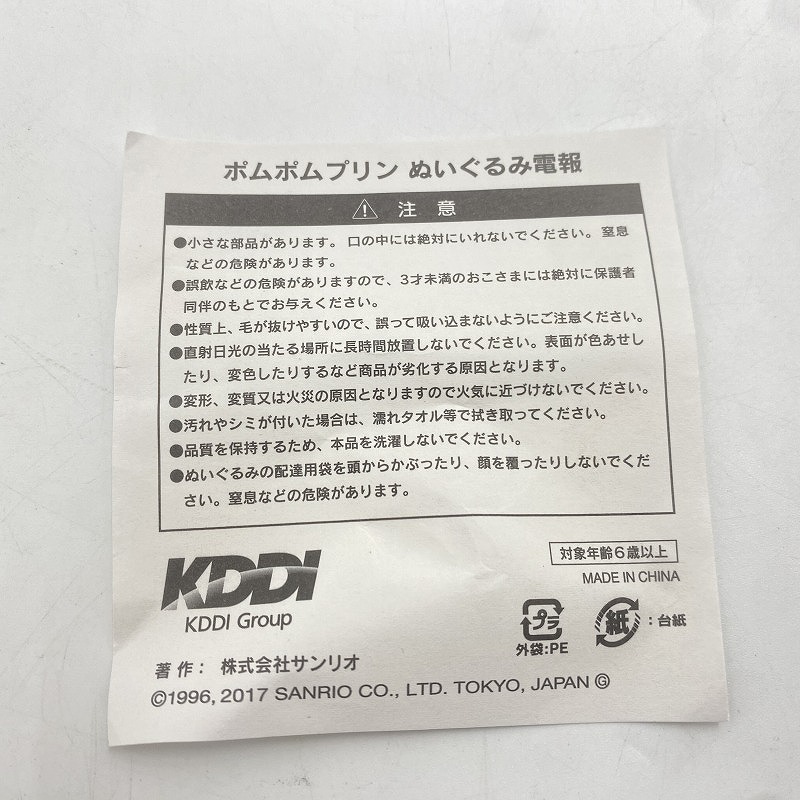 ポムポムプリン ぬいぐるみ電報
⚠ 注意
●小さな部品があります。口の中には絶対にいれないでください。窒息
などの危険があります。
●誤飲などの危険がありますので、3才未満のおこさまには絶対に保護者
同伴のもとでお与えください。
●性質上、毛が抜けやすいので、誤って吸い込まないようにご注意ください。
●直射日光の当たる場所に長時間放置しないでください。表面が色あせし
たり、変色したりするなど商品が劣化する原因となります。
●変形、変質又は火災の原因となりますので火気に近づけないでください。
●汚れやシミが付いた場合は、濡れタオル等で拭き取ってください。
●品質を保持するため、本品を洗濯しないでください。
●ぬいぐるみの配達用袋を頭からかぶったり、顔を覆ったりしないでくだ
さい。窒息などの危険があります。
KDDI
KDDI Group
対象年齢6歳以上
MADE IN CHINA
プラ
外袋:PE
紙
:台紙
著作: 株式会社サンリオ
©1996, 2017 SANRIO CO., LTD. TOKYO, JAPAN Ⓖ